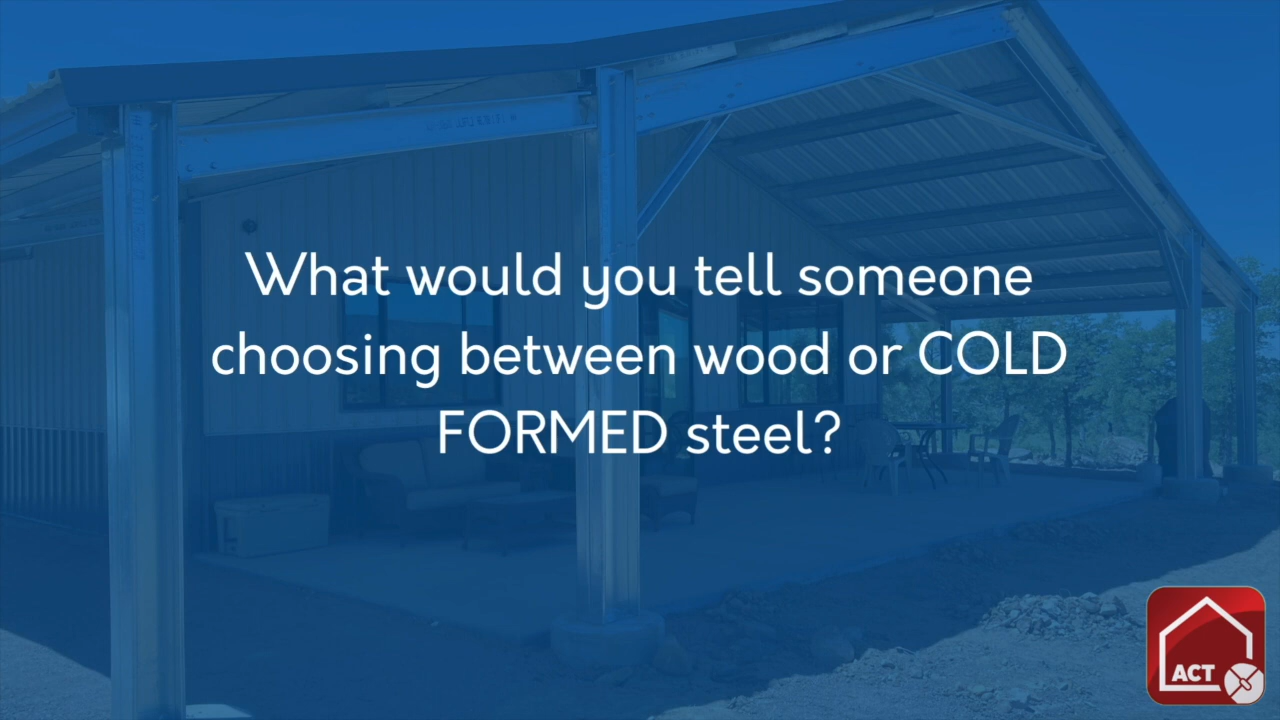 What would you tell someone
choosing between wood or COLD
FORMED steel?
ACT